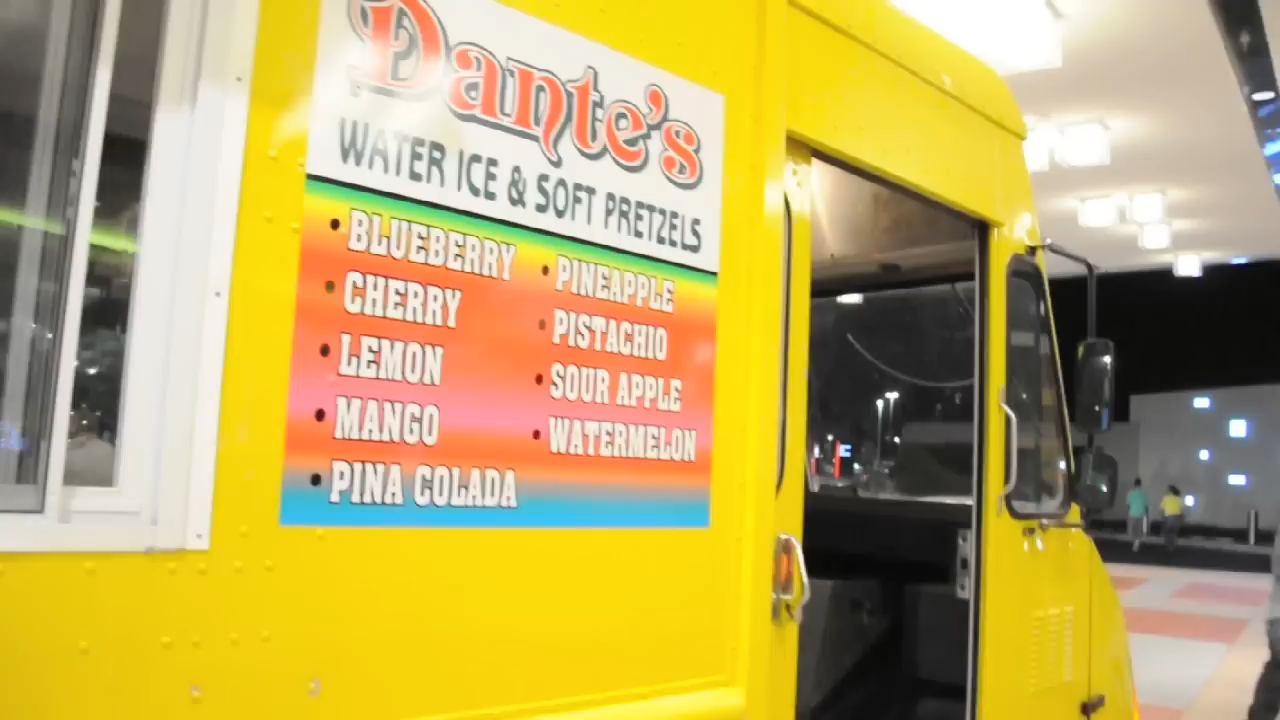 Dante's
WATER ICE & SOFT PRETZELS
• BLUEBERRY
• CHERRY
• LEMON
• MANGO
• PINA COLADA
• PINEAPPLE
• PISTACHIO
• SOUR APPLE
• WATERMELON